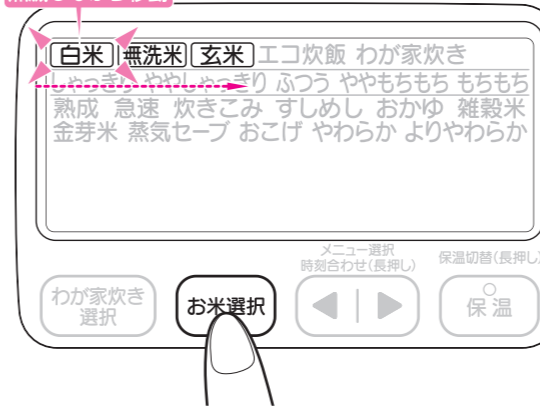 白米 無洗米 玄米 エコ炊飯 わが家炊き
しゃっきり ややしゃっきり ふつう ややもちもち もちもち
熟成 急速 炊きこみ すしめし おかゆ 雑穀米
金芽米 蒸気セーブ おこげ やわらか よりやわらか
メニュー選択
時刻合わせ(長押し)
保温切替(長押し)
わが家炊き
選択
お米選択
保温